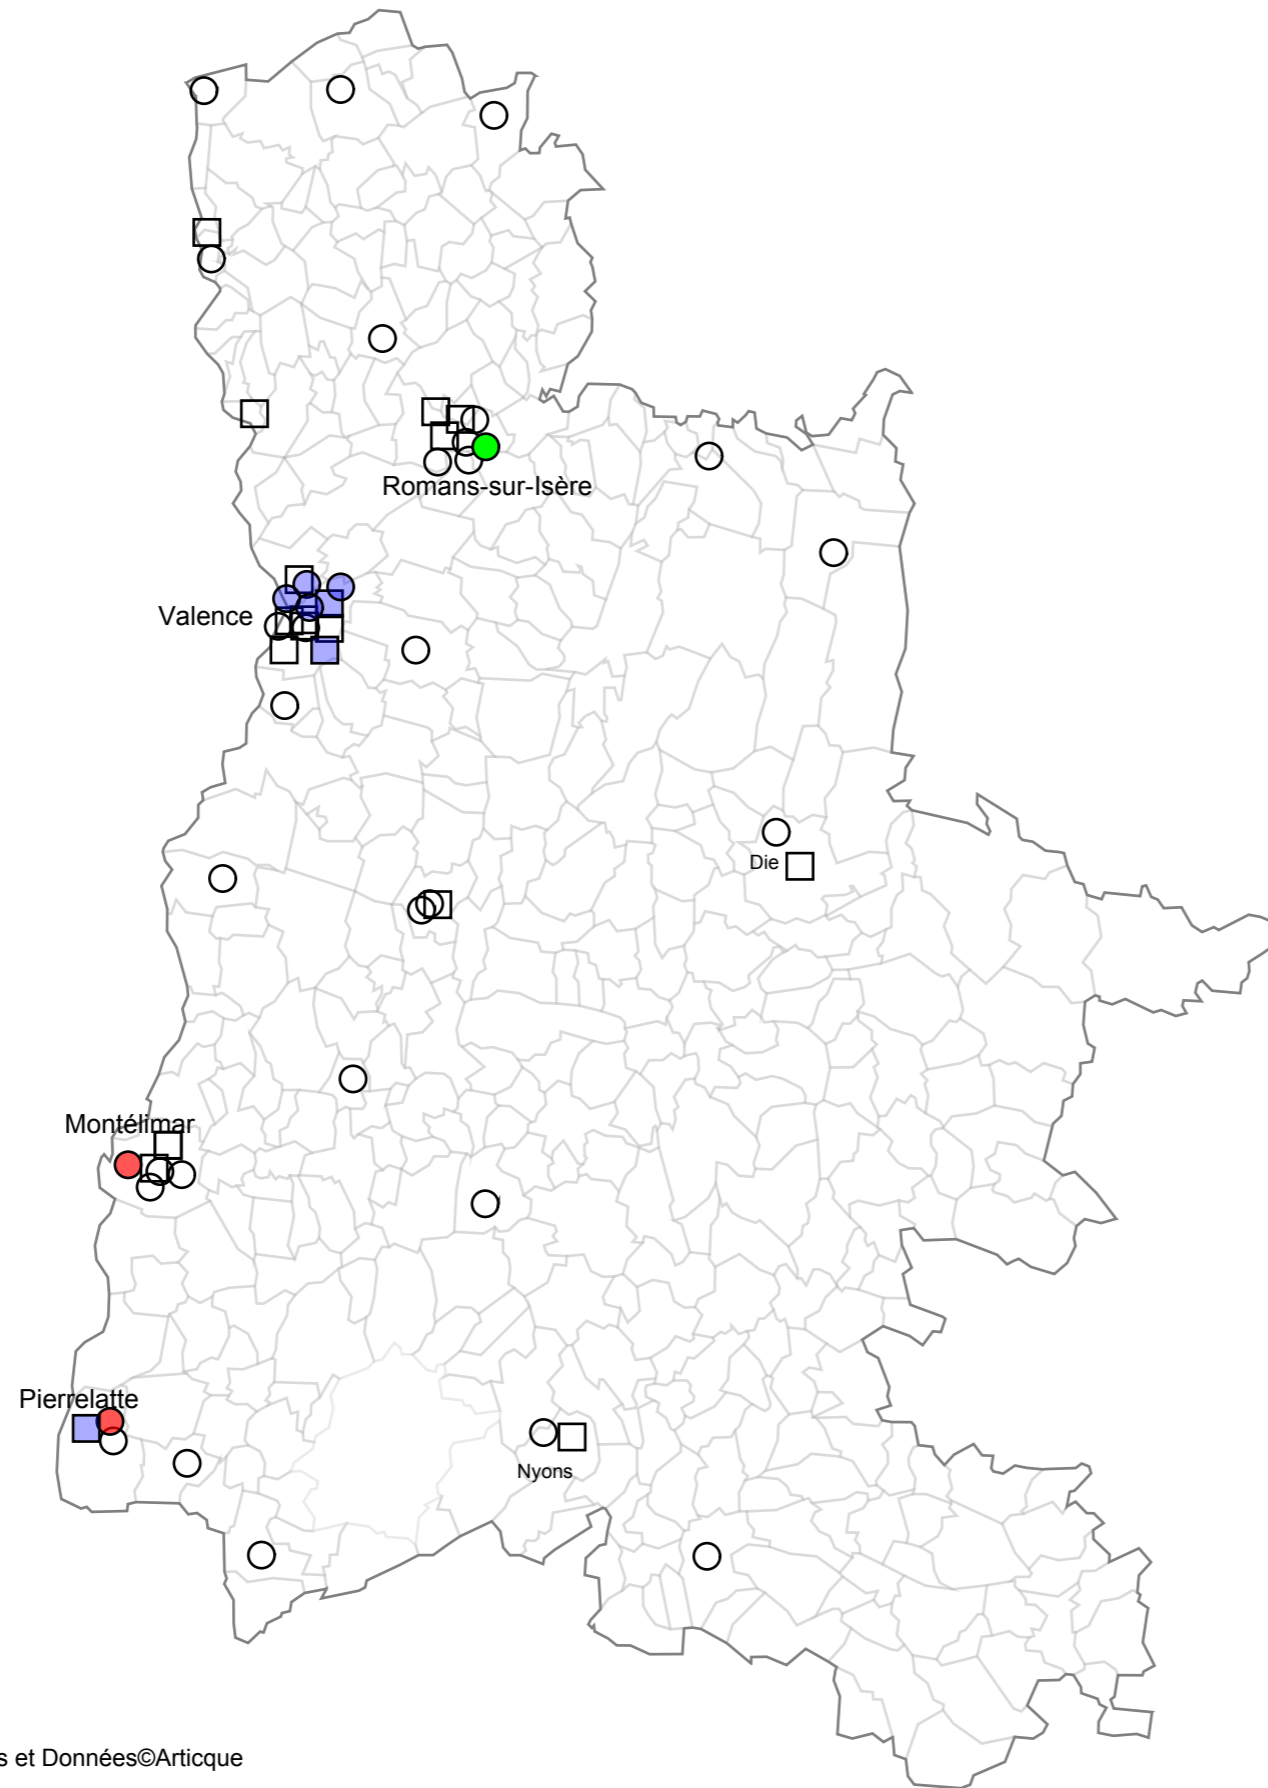 Romans-sur-Isère
Valence
Die
Montélimar
Pierrelatte
Nyons
s et Données©Articque